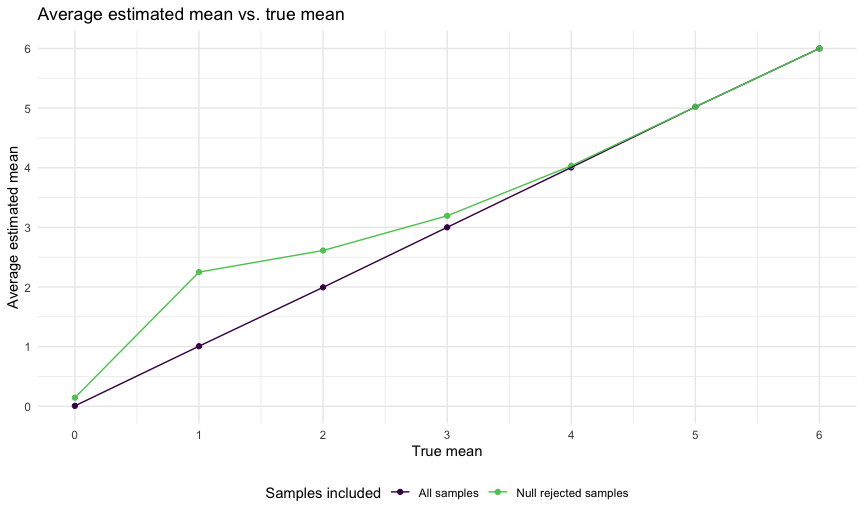 Average estimated mean vs. true mean
Average estimated mean
6
5
4
3
2
1
0
0 1 2 3 4 5 6
True mean
Samples included All samples Null rejected samples